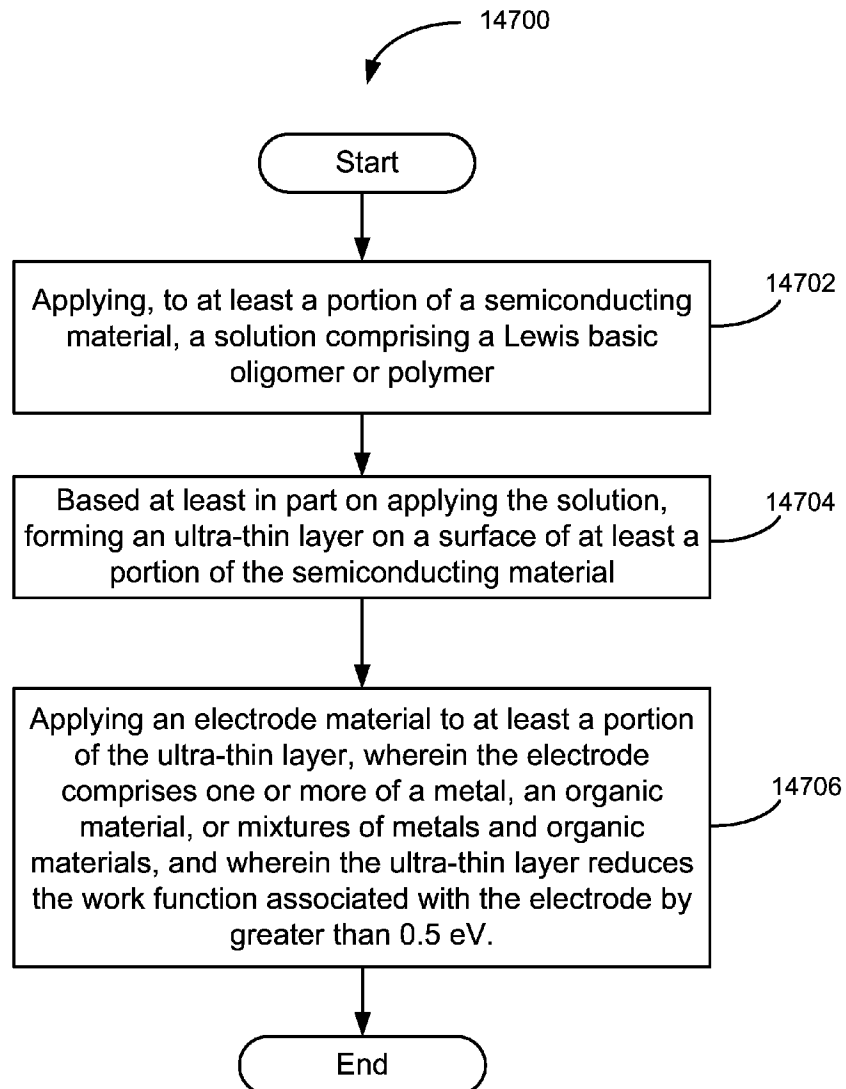 14700
Start
14702
Applying, to at least a portion of a semiconducting
material, a solution comprising a Lewis basic
oligomer or polymer
14704
Based at least in part on applying the solution,
forming an ultra-thin layer on a surface of at least a
portion of the semiconducting material
14706
Applying an electrode material to at least a portion
of the ultra-thin layer, wherein the electrode
comprises one or more of a metal, an organic
material, or mixtures of metals and organic
materials, and wherein the ultra-thin layer reduces
the work function associated with the electrode by
greater than 0.5 eV.
End